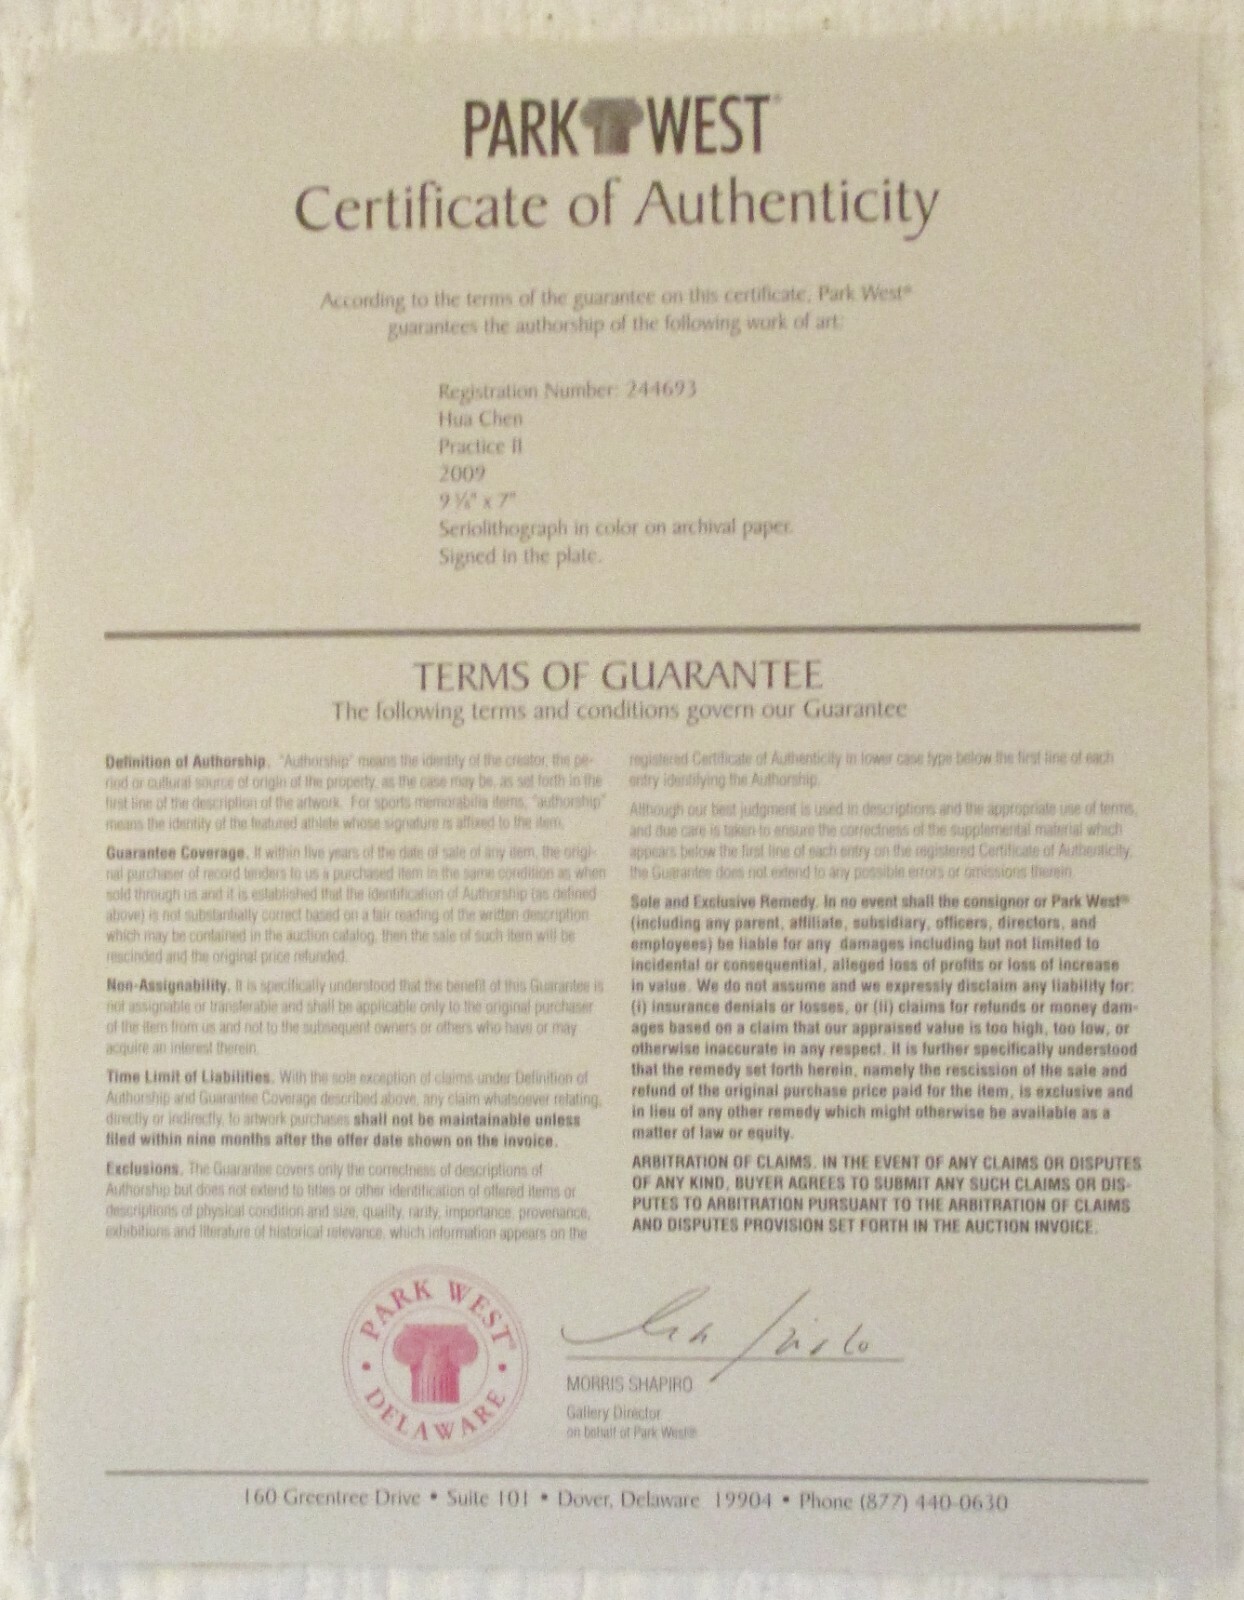 PARK WEST®
Certificate of Authenticity
According to the terms of the guarantee on this certificate, Park West®
guarantees the authorship of the following work of art:
Registration Number: 244693
Hua Chen
Practice II
2009
9 ⅛" x 7"
Seriolithograph in color on archival paper.
Signed in the plate.
TERMS OF GUARANTEE
The following terms and conditions govern our Guarantee
Definition of Authorship. "Authorship" means the identity of the creator, the pe-
riod or cultural source of origin of the property, as the case may be, as set forth in the
first line of the description of the artwork. For sports memorabilia items, "authorship"
means the identity of the featured athlete whose signature is affixed to the item.
Guarantee Coverage. If within five years of the date of sale of any item, the origi-
nal purchaser of record tenders to us a purchased item in the same condition as when
sold through us and it is established that the identification of Authorship (as defined
above) is not substantially correct based on a fair reading of the written description
which may be contained in the auction catalog, then the sale of such item will be
rescinded and the original price refunded.
Non-Assignability. It is specifically understood that the benefit of this Guarantee is
not assignable or transferable and shall be applicable only to the original purchaser
of the item from us and not to the subsequent owners or others who have or may
acquire an interest therein.
Time Limit of Liabilities. With the sole exception of claims under Definition of
Authorship and Guarantee Coverage described above, any claim whatsoever relating,
directly or indirectly, to artwork purchases shall not be maintainable unless
filed within nine months after the offer date shown on the invoice.
Exclusions. The Guarantee covers only the correctness of descriptions of
Authorship but does not extend to titles or other identification of offered items or
descriptions of physical condition and size, quality, rarity, importance, provenance,
exhibitions and literature of historical relevance, which information appears on the
registered Certificate of Authenticity in lower case type below the first line of each
entry identifying the Authorship.
Although our best judgment is used in descriptions and the appropriate use of terms,
and due care is taken to ensure the correctness of the supplemental material which
appears below the first line of each entry on the registered Certificate of Authenticity,
the Guarantee does not extend to any possible errors or omissions therein.
Sole and Exclusive Remedy. In no event shall the consignor or Park West®
(including any parent, affiliate, subsidiary, officers, directors, and
employees) be liable for any damages including but not limited to
incidental or consequential, alleged loss of profits or loss of increase
in value. We do not assume and we expressly disclaim any liability for:
(i) insurance denials or losses, or (ii) claims for refunds or money dam-
ages based on a claim that our appraised value is too high, too low, or
otherwise inaccurate in any respect. It is further specifically understood
that the remedy set forth herein, namely the rescission of the sale and
refund of the original purchase price paid for the item, is exclusive and
in lieu of any other remedy which might otherwise be available as a
matter of law or equity.
ARBITRATION OF CLAIMS. IN THE EVENT OF ANY CLAIMS OR DISPUTES
OF ANY KIND, BUYER AGREES TO SUBMIT ANY SUCH CLAIMS OR DIS-
PUTES TO ARBITRATION PURSUANT TO THE ARBITRATION OF CLAIMS
AND DISPUTES PROVISION SET FORTH IN THE AUCTION INVOICE.
PARK WEST®
• DELAWARE •
MORRIS SHAPIRO
Gallery Director
on behalf of Park West®
160 Greentree Drive • Suite 101 • Dover, Delaware 19904 • Phone (877) 440-0630